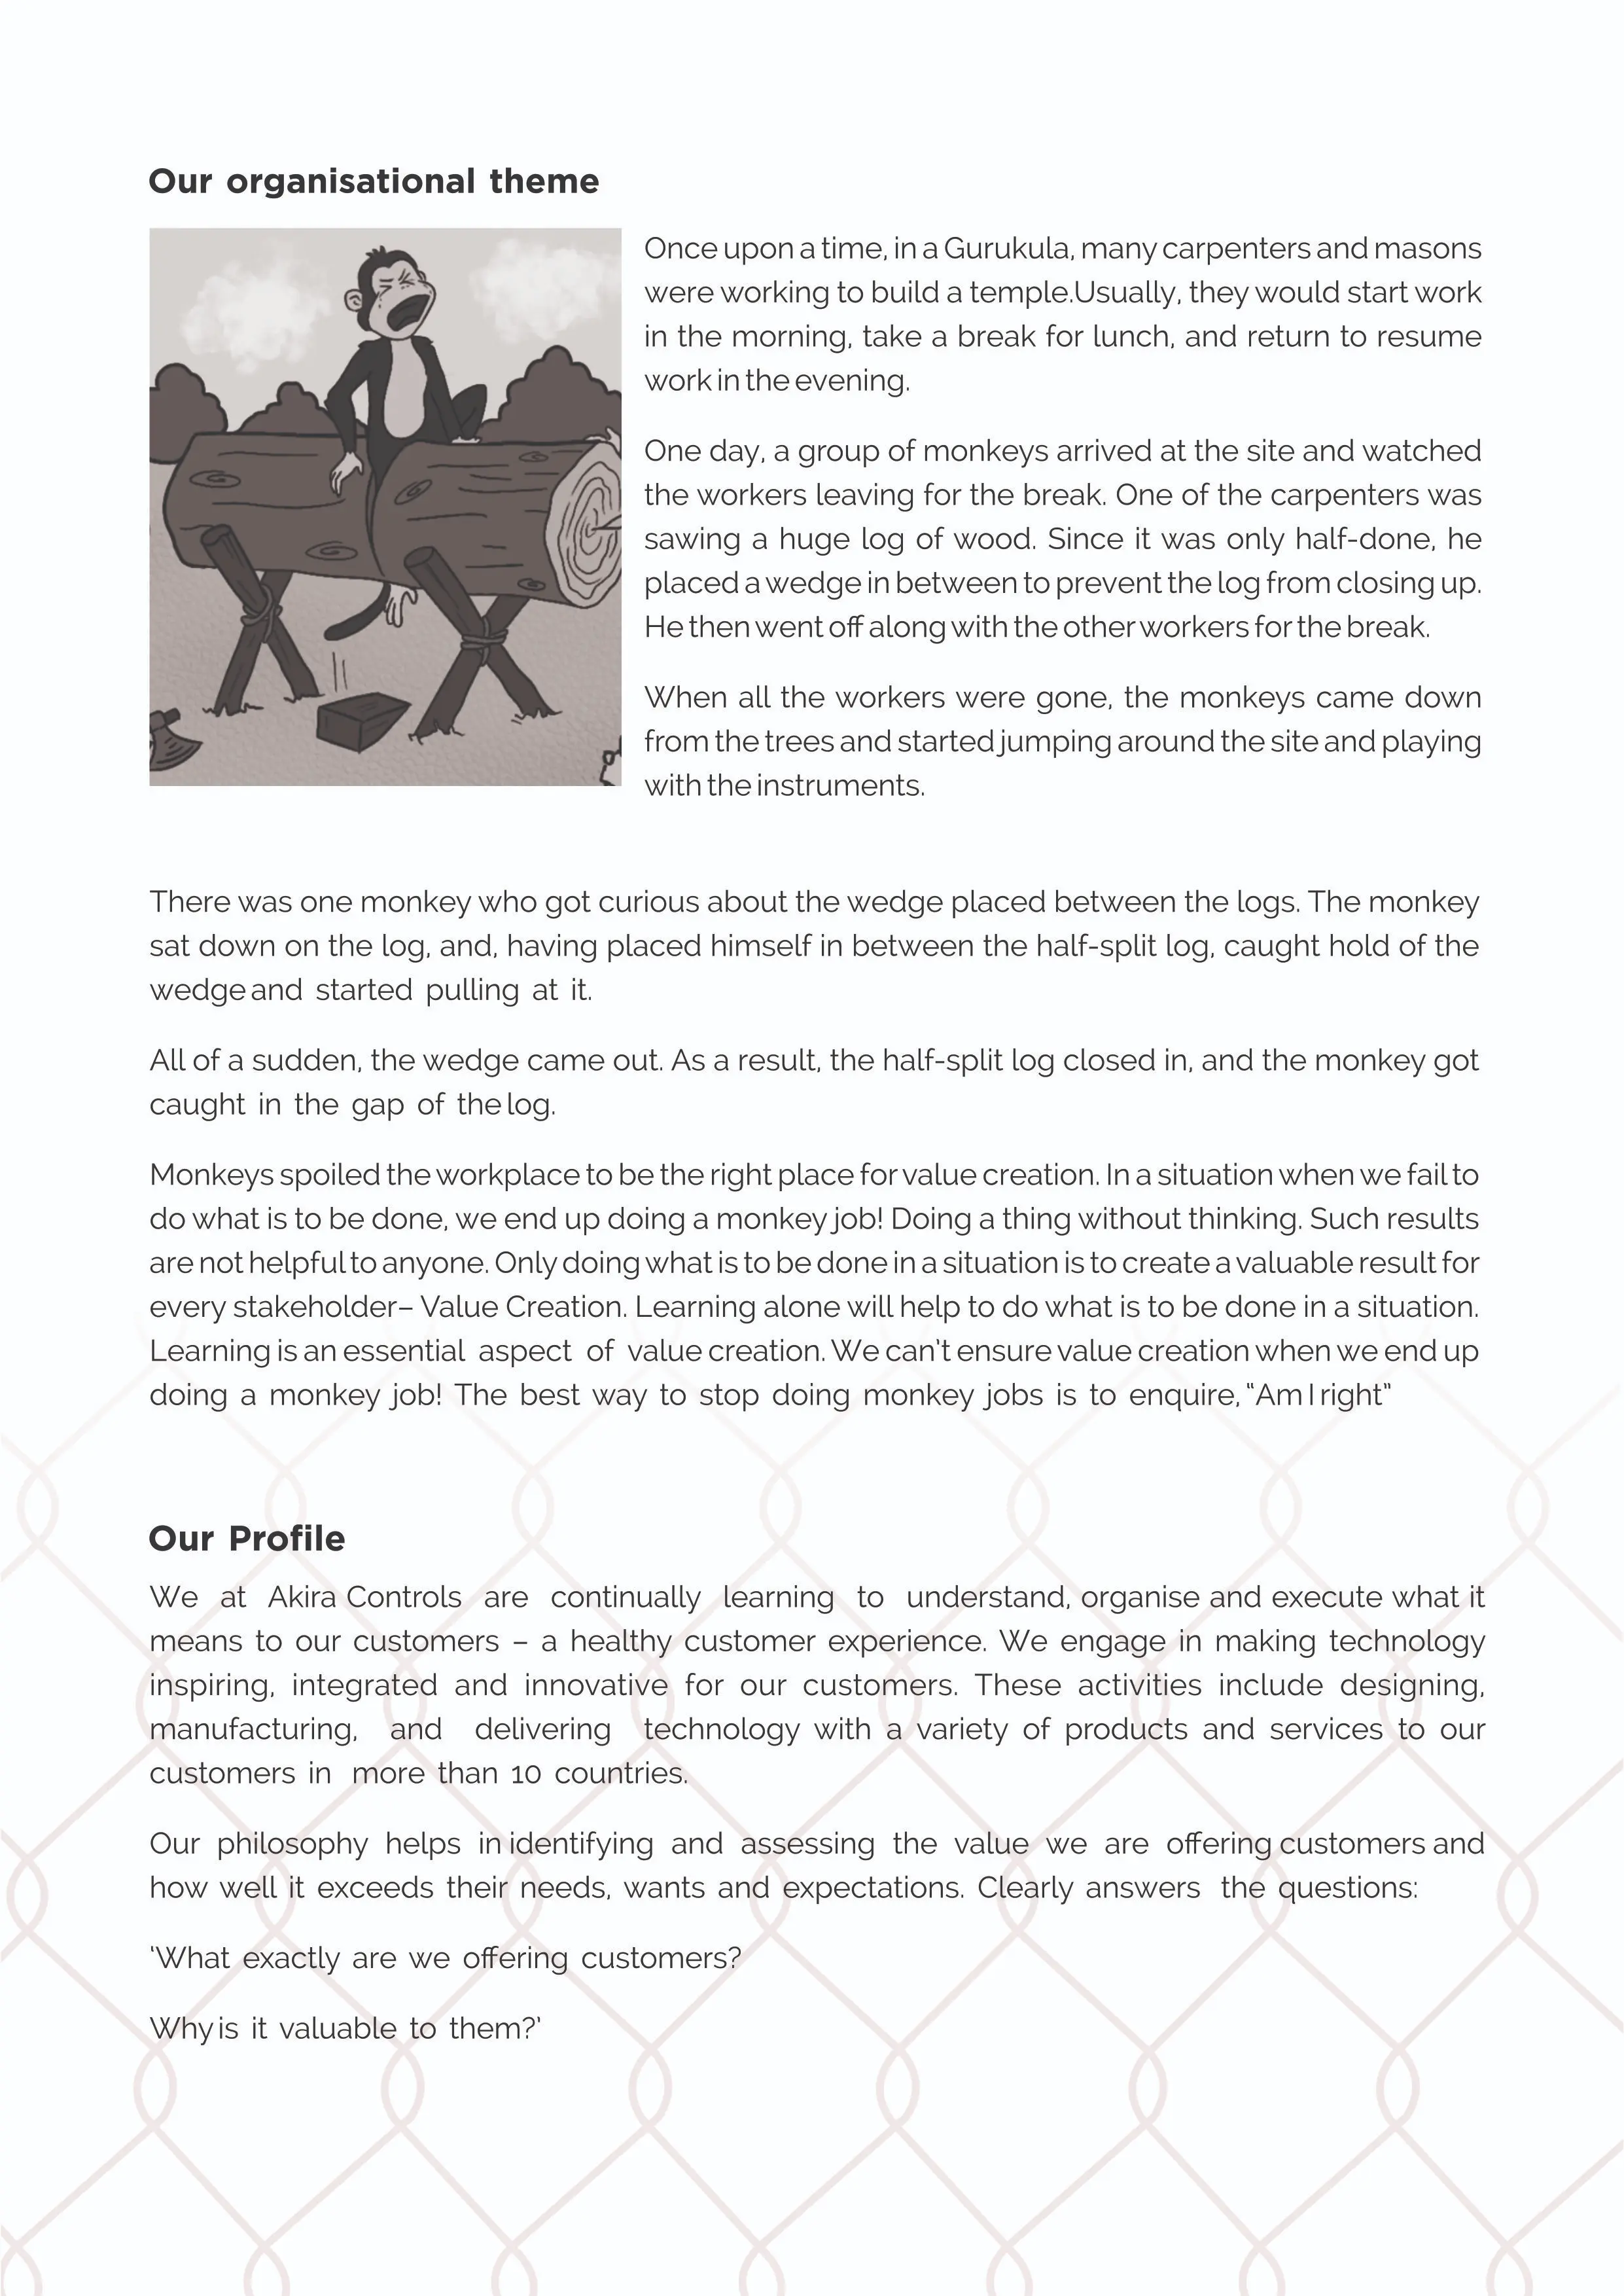 Our organisational theme
Once upon a time, in a Gurukula, many carpenters and masons
were working to build a temple.Usually, they would start work
in the morning, take a break for lunch, and return to resume
work in the evening.
One day, a group of monkeys arrived at the site and watched
the workers leaving for the break. One of the carpenters was
sawing a huge log of wood. Since it was only half-done, he
placed a wedge in between to prevent the log from closing up.
He then went off along with the other workers for the break.
When all the workers were gone, the monkeys came down
from the trees and started jumping around the site and playing
with the instruments.
There was one monkey who got curious about the wedge placed between the logs. The monkey
sat down on the log, and, having placed himself in between the half-split log, caught hold of the
wedge and started pulling at it.
All of a sudden, the wedge came out. As a result, the half-split log closed in, and the monkey got
caught in the gap of the log.
Monkeys spoiled the workplace to be the right place for value creation. In a situation when we fail to
do what is to be done, we end up doing a monkey job! Doing a thing without thinking. Such results
are not helpful to anyone. Only doing what is to be done in a situation is to create a valuable result for
every stakeholder– Value Creation. Learning alone will help to do what is to be done in a situation.
Learning is an essential aspect of value creation. We can't ensure value creation when we end up
doing a monkey job! The best way to stop doing monkey jobs is to enquire, “Am I right”
Our Profile
We at Akira Controls are continually learning to understand, organise and execute what it
means to our customers – a healthy customer experience. We engage in making technology
inspiring, integrated and innovative for our customers. These activities include designing,
manufacturing, and delivering technology with a variety of products and services to our
customers in more than 10 countries.
Our philosophy helps in identifying and assessing the value we are offering customers and
how well it exceeds their needs, wants and expectations. Clearly answers the questions:
‘What exactly are we offering customers?
Why is it valuable to them?’